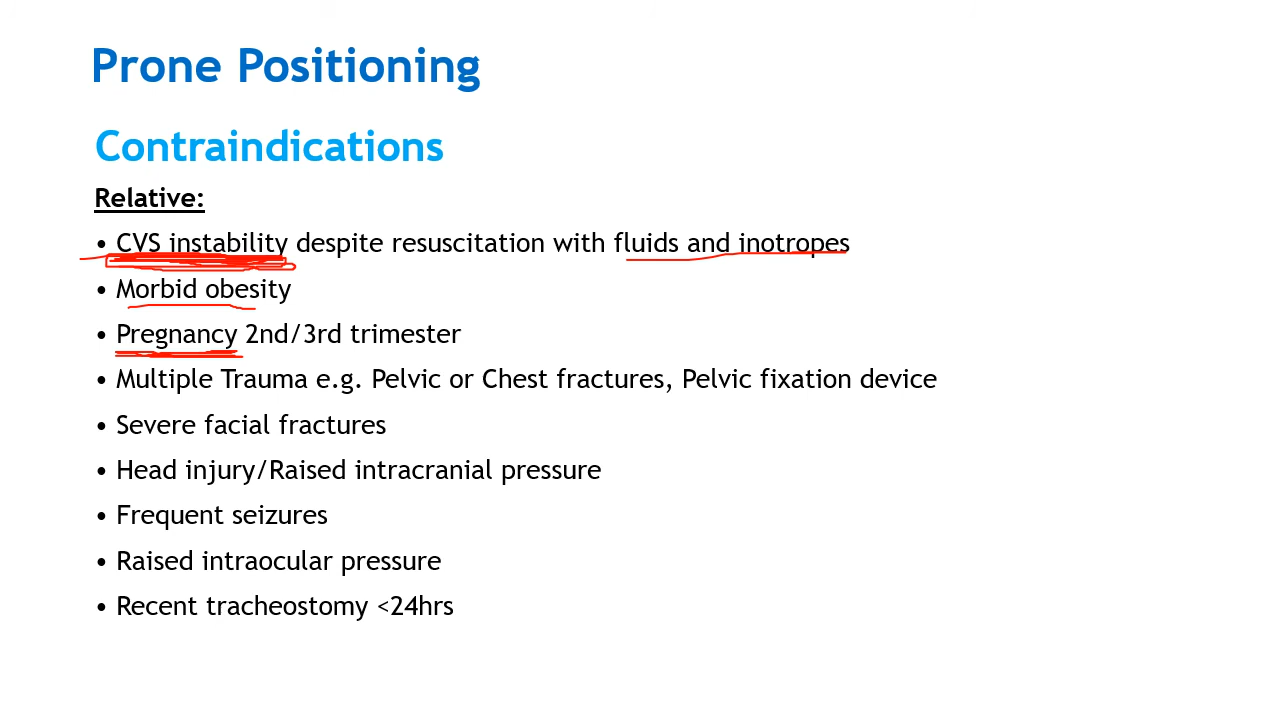 Prone Positioning
Contraindications
Relative:
• CVS instability despite resuscitation with fluids and inotropes
• Morbid obesity
• Pregnancy 2nd/3rd trimester
• Multiple Trauma e.g. Pelvic or Chest fractures, Pelvic fixation device
• Severe facial fractures
• Head injury/Raised intracranial pressure
• Frequent seizures
• Raised intraocular pressure
• Recent tracheostomy <24hrs